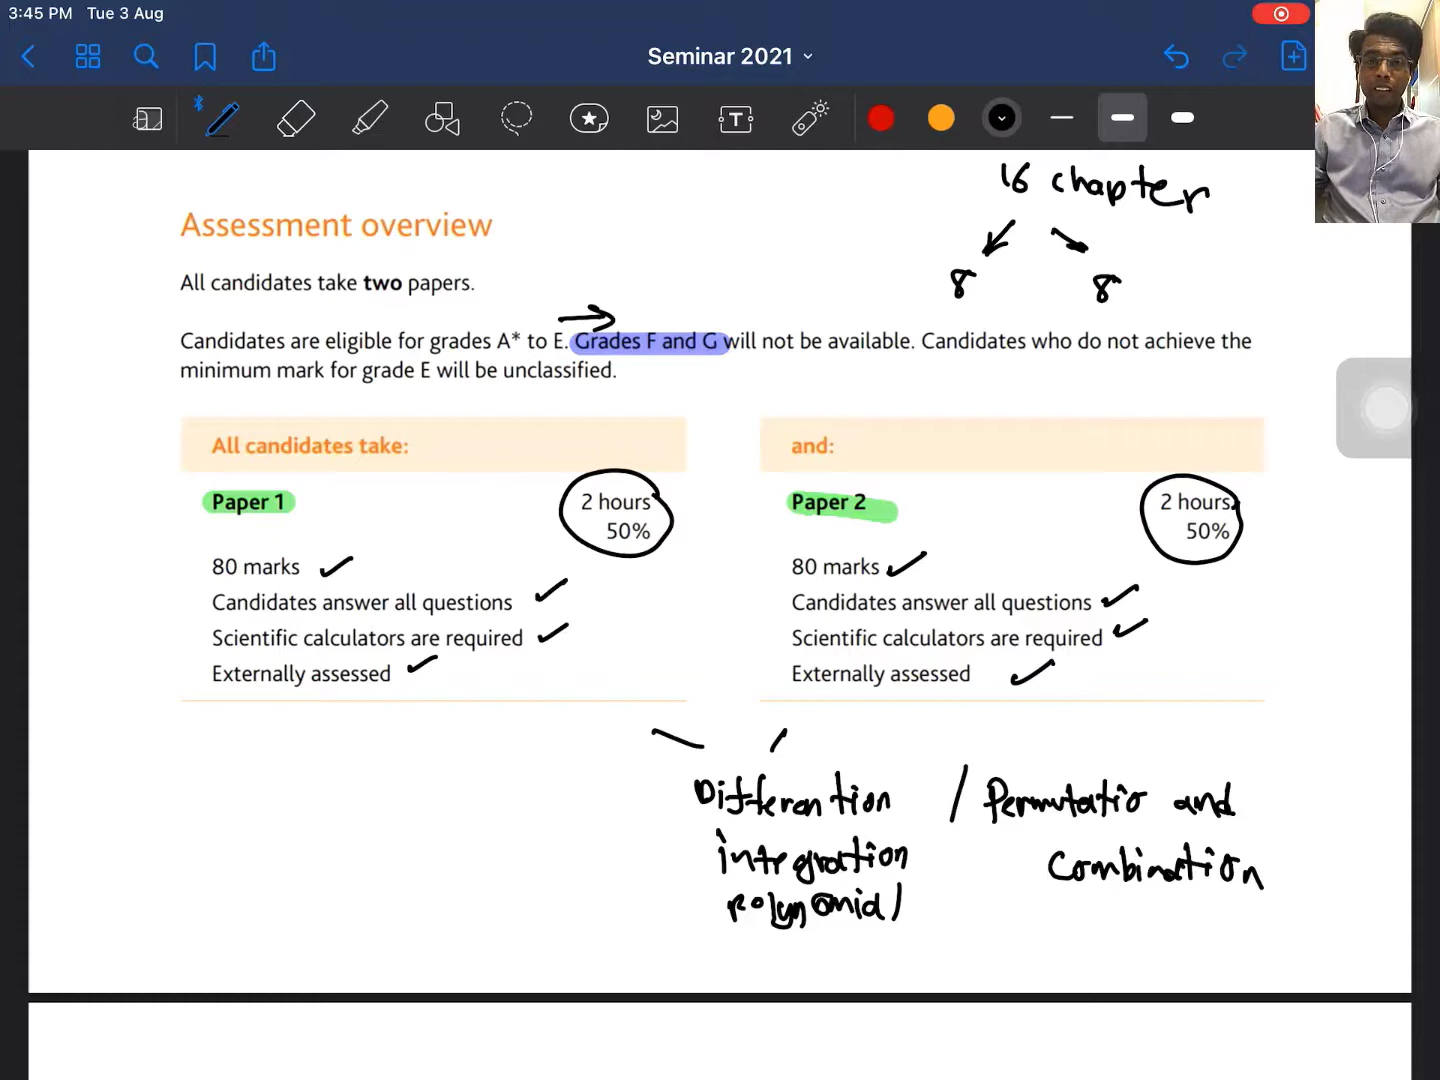 3:45 PM Tue 3 Aug
Seminar 2021
T
16 chapter
8 8
Assessment overview
All candidates take two papers.
Candidates are eligible for grades A* to E. Grades F and G will not be available. Candidates who do not achieve the
minimum mark for grade E will be unclassified.
All candidates take:
Paper 1
2 hours
50%
80 marks
Candidates answer all questions
Scientific calculators are required
Externally assessed
and:
Paper 2
2 hours
50%
80 marks
Candidates answer all questions
Scientific calculators are required
Externally assessed
Differention / Permutatio and
integration combination
polynomial